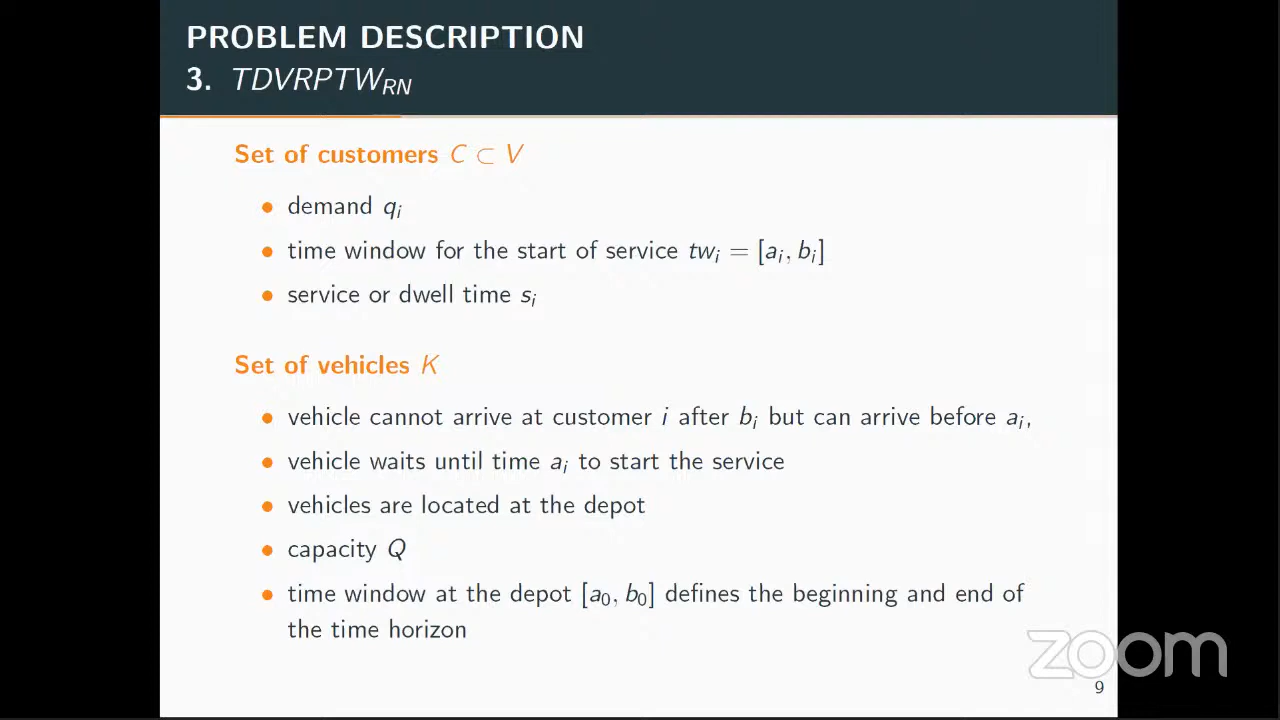 PROBLEM DESCRIPTION
3. TDVRPTW_RN
Set of customers C ⊂ V
• demand q_i
• time window for the start of service tw_i = [a_i, b_i]
• service or dwell time s_i
Set of vehicles K
• vehicle cannot arrive at customer i after b_i but can arrive before a_i,
• vehicle waits until time a_i to start the service
• vehicles are located at the depot
• capacity Q
• time window at the depot [a_0, b_0] defines the beginning and end of
the time horizon
zoom
9